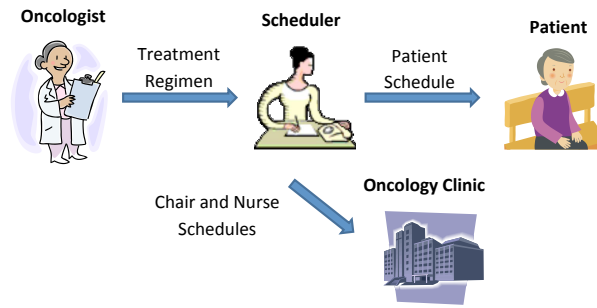 Oncologist
Scheduler
Patient
Treatment
Regimen
Patient
Schedule
Chair and Nurse
Schedules
Oncology Clinic